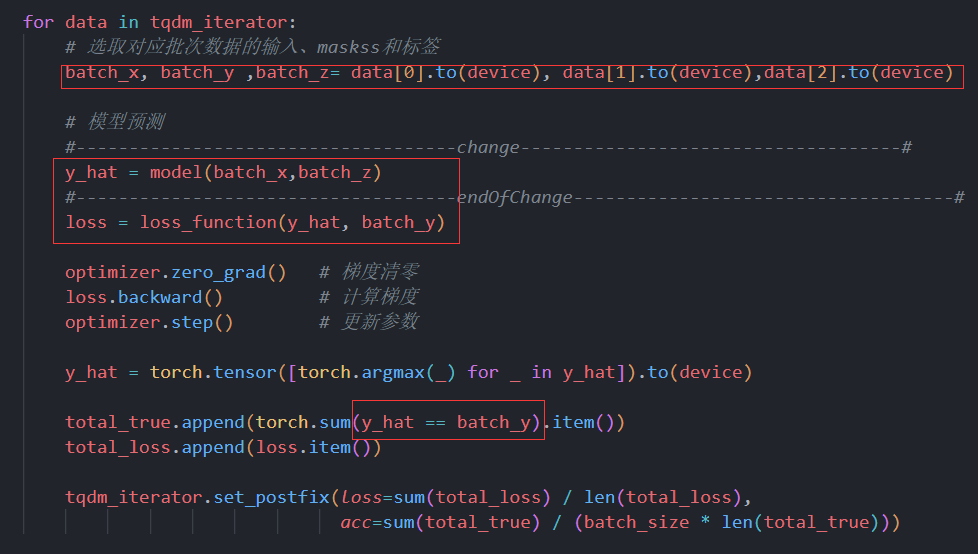 for data in tqdm_iterator:
# 选取对应批次数据的输入、maskss和标签
batch_x, batch_y ,batch_z= data[0].to(device), data[1].to(device),data[2].to(device)
# 模型预测
#------------------------------------change------------------------------------#
y_hat = model(batch_x,batch_z)
#------------------------------------endOfChange------------------------------------#
loss = loss_function(y_hat, batch_y)
optimizer.zero_grad()   # 梯度清零
loss.backward()         # 计算梯度
optimizer.step()        # 更新参数
y_hat = torch.tensor([torch.argmax(_) for _ in y_hat]).to(device)
total_true.append(torch.sum(y_hat == batch_y).item())
total_loss.append(loss.item())
tqdm_iterator.set_postfix(loss=sum(total_loss) / len(total_loss),
acc=sum(total_true) / (batch_size * len(total_true)))